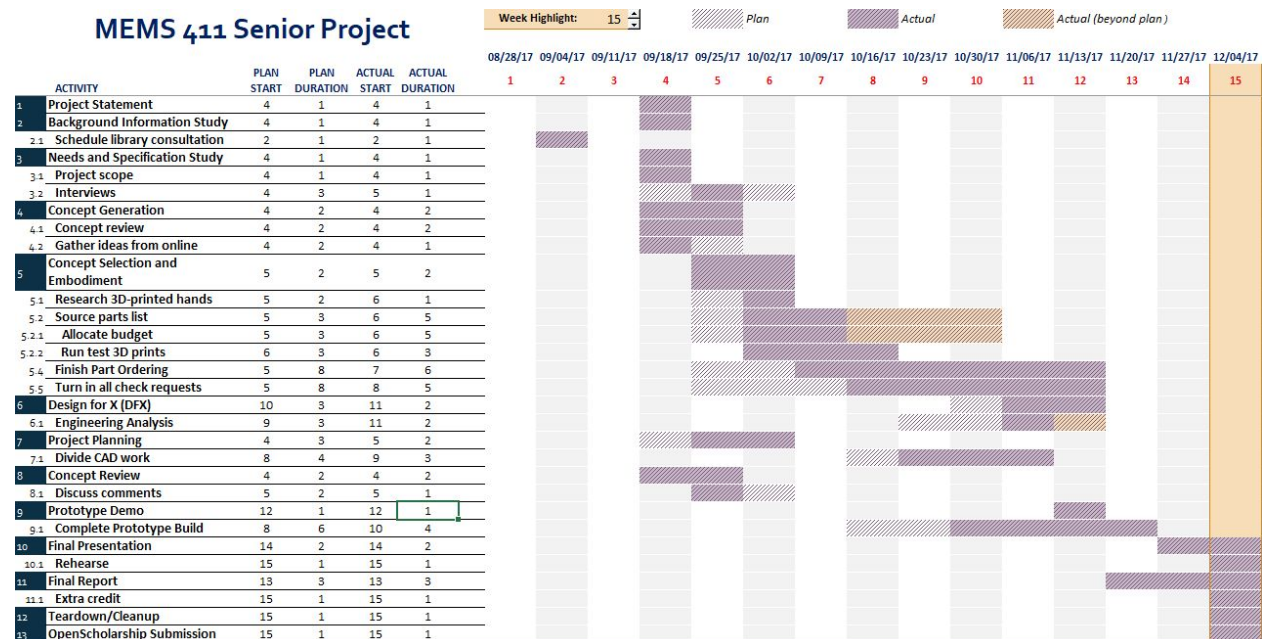 MEMS 411 Senior Project
Week Highlight: 15 Plan Actual Actual (beyond plan)
08/28/17 09/04/17 09/11/17 09/18/17 09/25/17 10/02/17 10/09/17 10/16/17 10/23/17 10/30/17 11/06/17 11/13/17 11/20/17 11/27/17 12/04/17
ACTIVITY PLAN START PLAN DURATION ACTUAL START ACTUAL DURATION 1 2 3 4 5 6 7 8 9 10 11 12 13 14 15
1 Project Statement 4 1 4 1
2 Background Information Study 4 1 4 1
2.1 Schedule library consultation 2 1 2 1
3 Needs and Specification Study 4 1 4 1
3.1 Project scope 4 1 4 1
3.2 Interviews 4 3 5 1
4 Concept Generation 4 2 4 2
4.1 Concept review 4 2 4 2
4.2 Gather ideas from online 4 2 4 1
5 Concept Selection and Embodiment 5 2 5 2
5.1 Research 3D-printed hands 5 2 6 1
5.2 Source parts list 5 3 6 5
5.2.1 Allocate budget 5 3 6 5
5.2.2 Run test 3D prints 6 3 6 3
5.4 Finish Part Ordering 5 8 7 6
5.5 Turn in all check requests 5 8 8 5
6 Design for X (DFX) 10 3 11 2
6.1 Engineering Analysis 9 3 11 2
7 Project Planning 4 3 5 2
7.1 Divide CAD work 8 4 9 3
8 Concept Review 4 2 4 2
8.1 Discuss comments 5 2 5 1
9 Prototype Demo 12 1 12 1
9.1 Complete Prototype Build 8 6 10 4
10 Final Presentation 14 2 14 2
10.1 Rehearse 15 1 15 1
11 Final Report 13 3 13 3
11.1 Extra credit 15 1 15 1
12 Teardown/Cleanup 15 1 15 1
13 OpenScholarship Submission 15 1 15 1